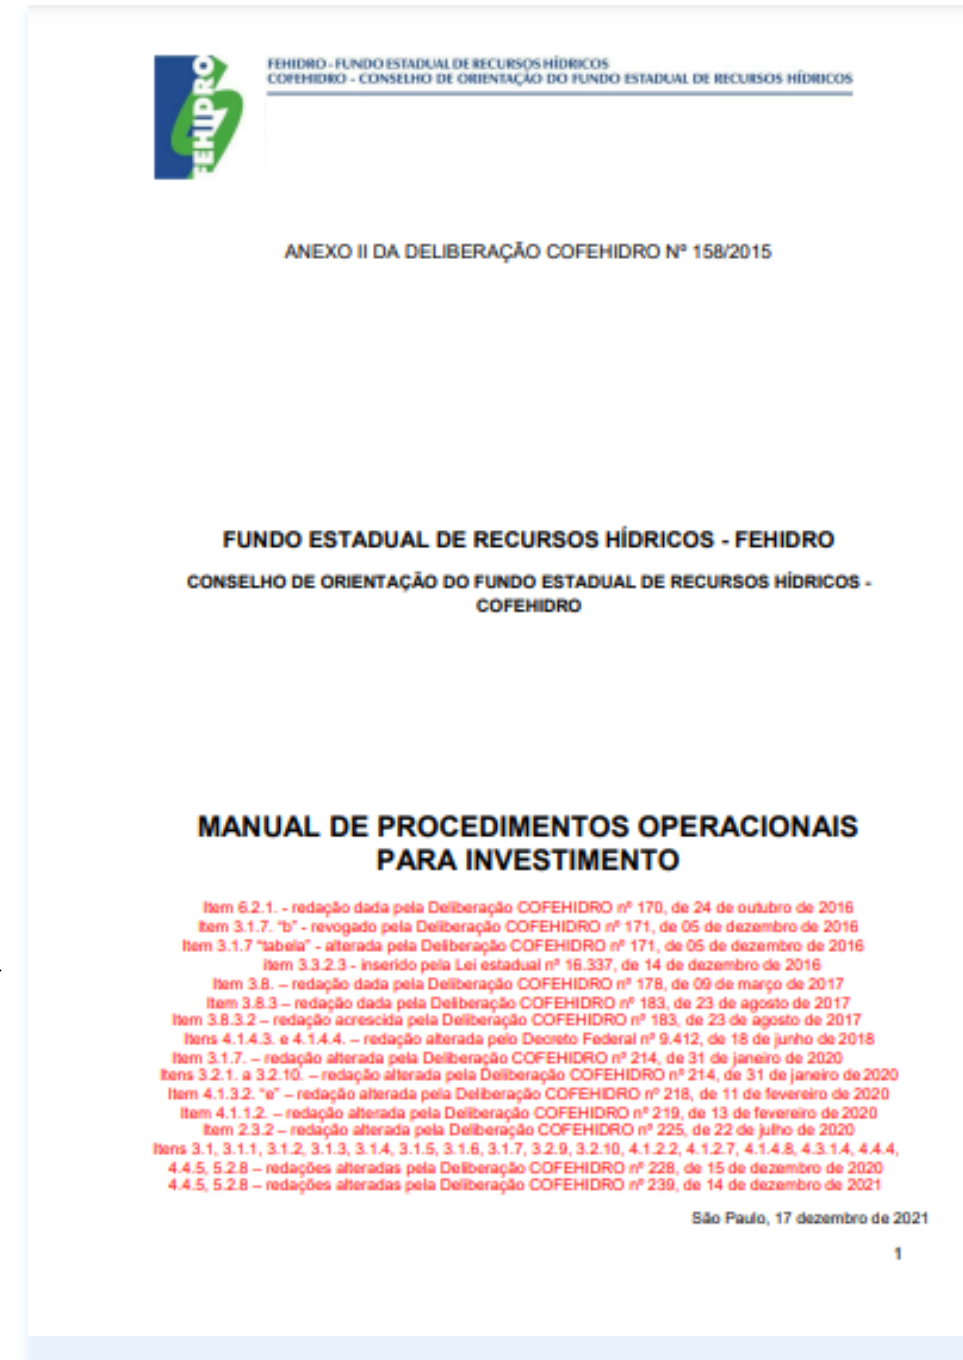 FEHIDRO
FEHIDRO - FUNDO ESTADUAL DE RECURSOS HÍDRICOS
COFEHIDRO - CONSELHO DE ORIENTAÇÃO DO FUNDO ESTADUAL DE RECURSOS HÍDRICOS
ANEXO II DA DELIBERAÇÃO COFEHIDRO Nº 158/2015
FUNDO ESTADUAL DE RECURSOS HÍDRICOS - FEHIDRO
CONSELHO DE ORIENTAÇÃO DO FUNDO ESTADUAL DE RECURSOS HÍDRICOS -
COFEHIDRO
MANUAL DE PROCEDIMENTOS OPERACIONAIS
PARA INVESTIMENTO
Item 6.2.1. - redação dada pela Deliberação COFEHIDRO nº 170, de 24 de outubro de 2016
Item 3.1.7. "b" - revogado pela Deliberação COFEHIDRO nº 171, de 05 de dezembro de 2016
Item 3.1.7 "tabela" - alterada pela Deliberação COFEHIDRO nº 171, de 05 de dezembro de 2016
Item 3.3.2.3 - inserido pela Lei estadual nº 16.337, de 14 de dezembro de 2016
Item 3.8. – redação dada pela Deliberação COFEHIDRO nº 178, de 09 de março de 2017
Item 3.8.3 – redação dada pela Deliberação COFEHIDRO nº 183, de 23 de agosto de 2017
Item 3.8.3.2 – redação acrescida pela Deliberação COFEHIDRO nº 183, de 23 de agosto de 2017
Itens 4.1.4.3. e 4.1.4.4. – redação alterada pelo Decreto Federal nº 9.412, de 18 de junho de 2018
Item 3.1.7. – redação alterada pela Deliberação COFEHIDRO nº 214, de 31 de janeiro de 2020
Itens 3.2.1. a 3.2.10. – redação alterada pela Deliberação COFEHIDRO nº 214, de 31 de janeiro de 2020
Item 4.1.3.2. "e" – redação alterada pela Deliberação COFEHIDRO nº 218, de 11 de fevereiro de 2020
Item 4.1.1.2. – redação alterada pela Deliberação COFEHIDRO nº 219, de 13 de fevereiro de 2020
Item 2.3.2 – redação alterada pela Deliberação COFEHIDRO nº 225, de 22 de julho de 2020
Itens 3.1, 3.1.1, 3.1.2, 3.1.3, 3.1.4, 3.1.5, 3.1.6, 3.1.7, 3.2.9, 3.2.10, 4.1.2.2, 4.1.2.7, 4.1.4.8, 4.3.1.4, 4.4.4,
4.4.5, 5.2.8 – redações alteradas pela Deliberação COFEHIDRO nº 228, de 15 de dezembro de 2020
4.4.5, 5.2.8 – redações alteradas pela Deliberação COFEHIDRO nº 239, de 14 de dezembro de 2021
São Paulo, 17 dezembro de 2021
1